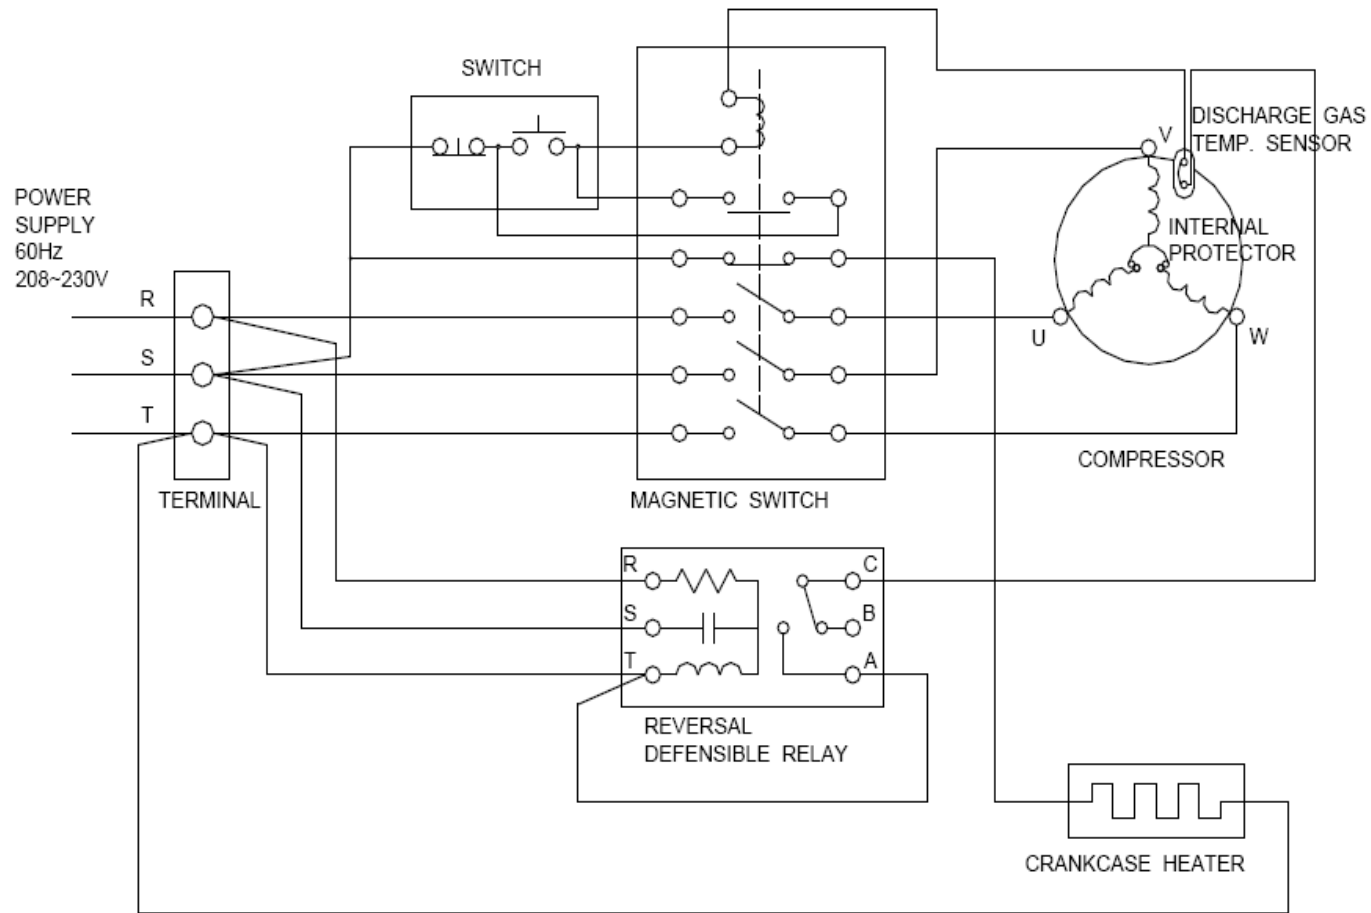 SWITCH
DISCHARGE GAS
TEMP. SENSOR
V
POWER
SUPPLY
60Hz
208~230V
INTERNAL
PROTECTOR
R
U
W
S
T
COMPRESSOR
TERMINAL
MAGNETIC SWITCH
R
C
S
B
T
A
REVERSAL
DEFENSIBLE RELAY
CRANKCASE HEATER